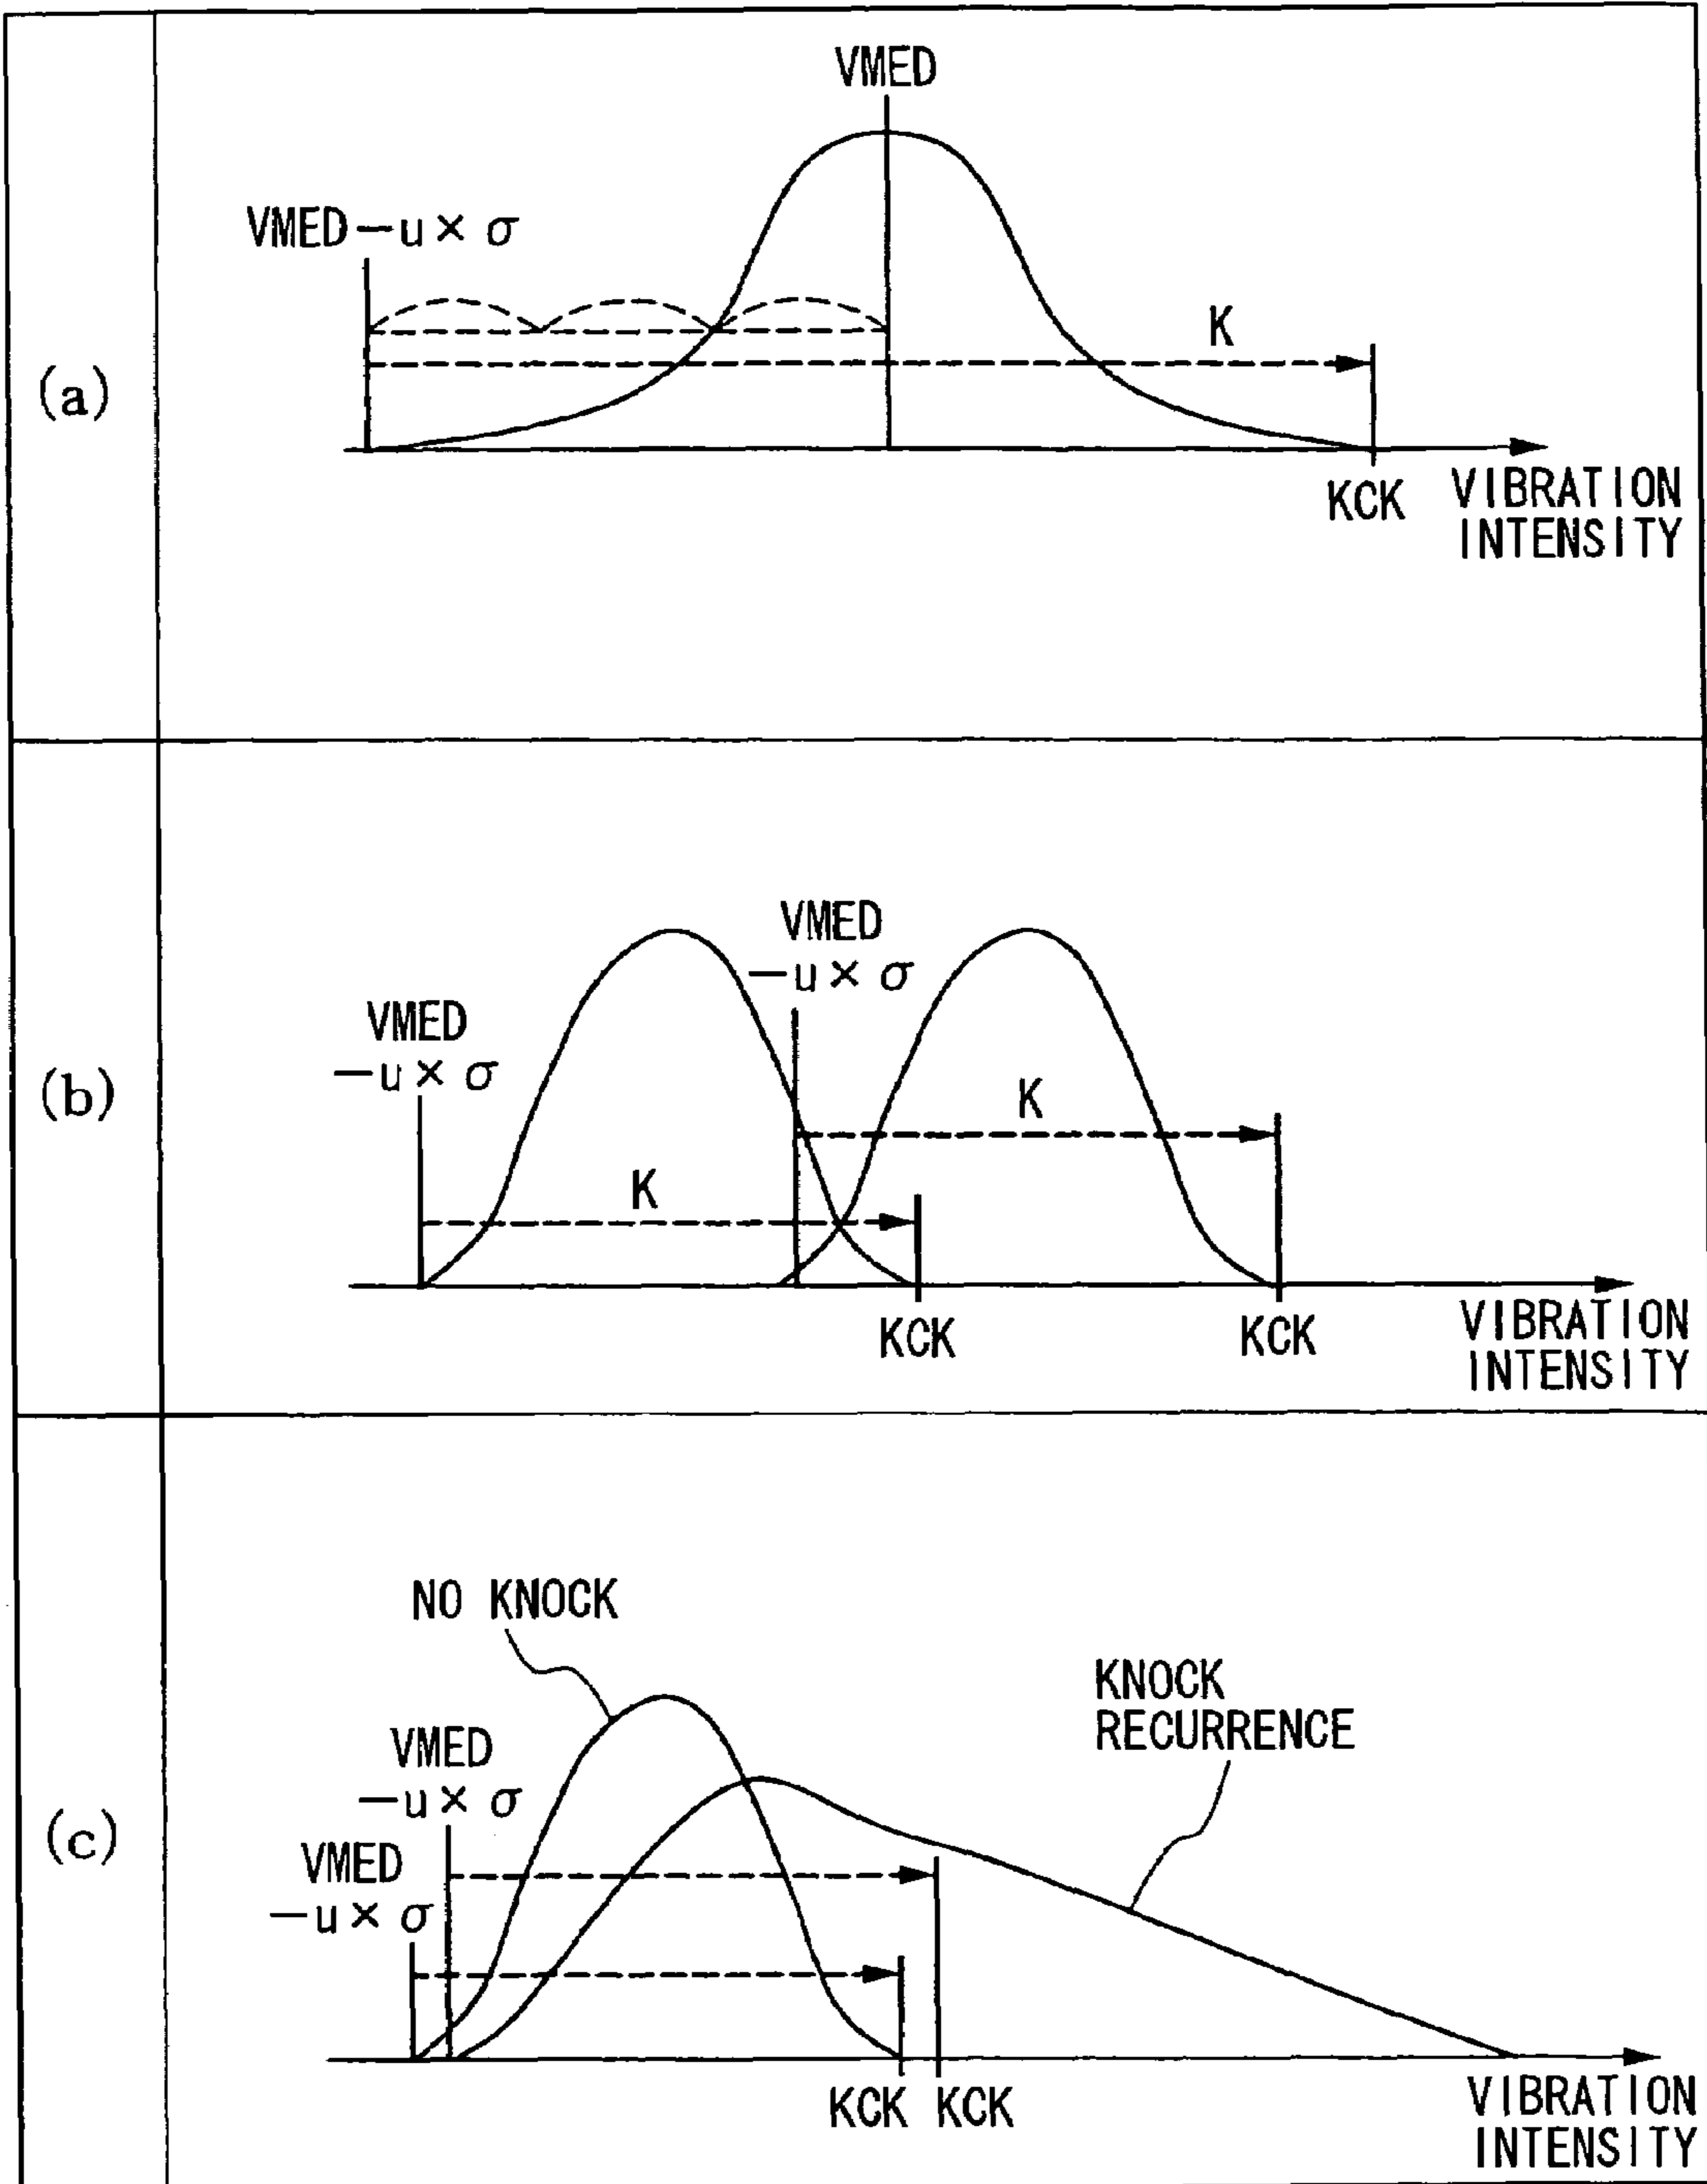 (a)
VMED
VMED−u× σ
K
KCK
VIBRATION
INTENSITY
(b)
VMED
−u× σ
VMED
−u× σ
K
K
KCK
KCK
VIBRATION
INTENSITY
(c)
NO KNOCK
KNOCK
RECURRENCE
VMED
−u× σ
VMED
−u× σ
KCK
KCK
VIBRATION
INTENSITY